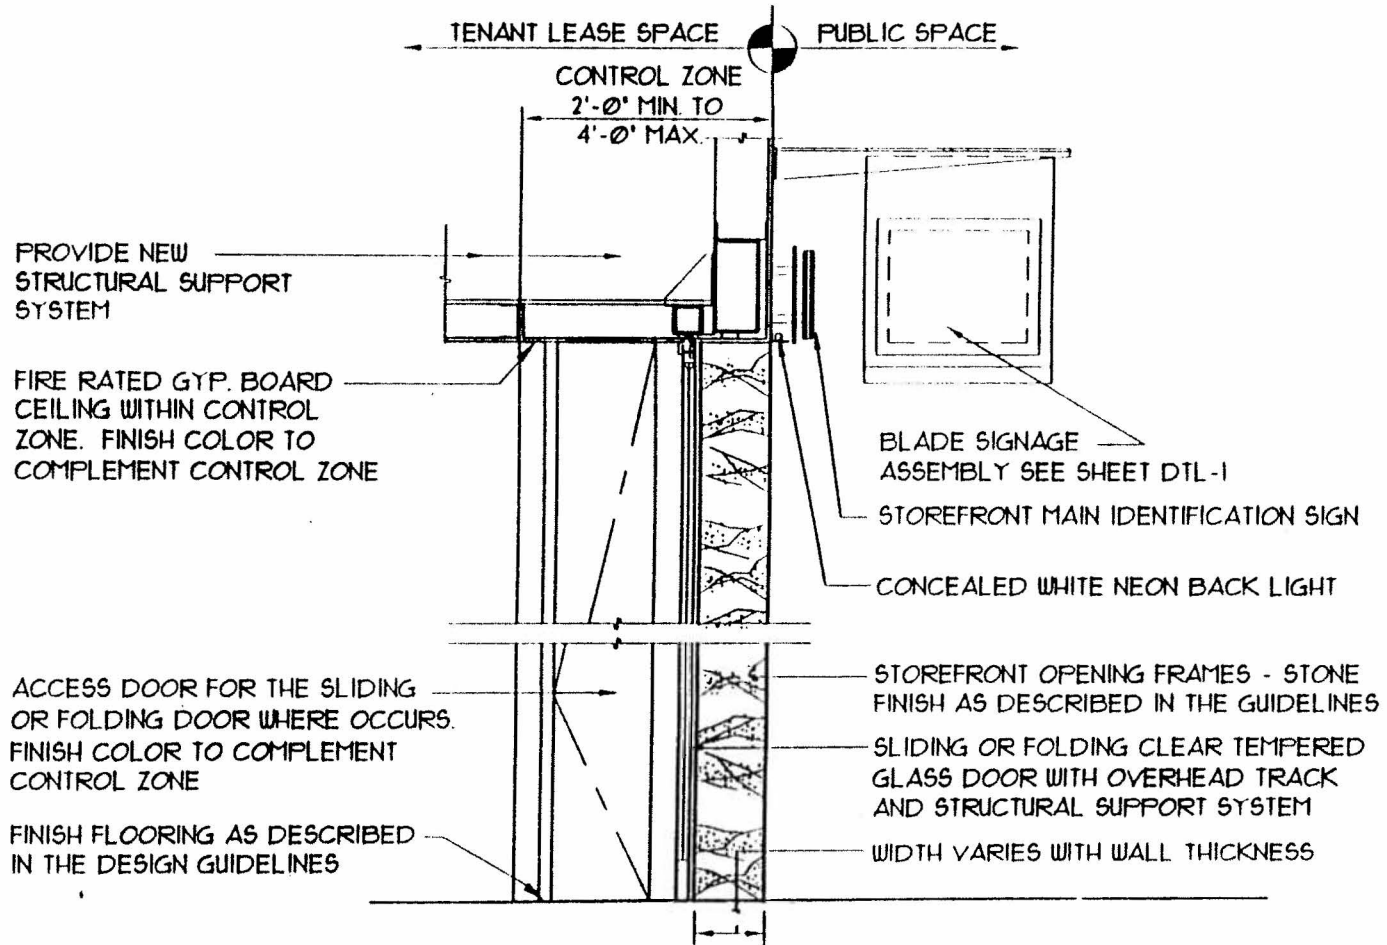 TENANT LEASE SPACE
PUBLIC SPACE
CONTROL ZONE
2'-0" MIN. TO
4'-0" MAX.
PROVIDE NEW
STRUCTURAL SUPPORT
SYSTEM
FIRE RATED GYP. BOARD
CEILING WITHIN CONTROL
ZONE. FINISH COLOR TO
COMPLEMENT CONTROL ZONE
BLADE SIGNAGE
ASSEMBLY SEE SHEET DTL-1
STOREFRONT MAIN IDENTIFICATION SIGN
CONCEALED WHITE NEON BACK LIGHT
ACCESS DOOR FOR THE SLIDING
OR FOLDING DOOR WHERE OCCURS.
FINISH COLOR TO COMPLEMENT
CONTROL ZONE
STOREFRONT OPENING FRAMES - STONE
FINISH AS DESCRIBED IN THE GUIDELINES
SLIDING OR FOLDING CLEAR TEMPERED
GLASS DOOR WITH OVERHEAD TRACK
AND STRUCTURAL SUPPORT SYSTEM
FINISH FLOORING AS DESCRIBED
IN THE DESIGN GUIDELINES
WIDTH VARIES WITH WALL THICKNESS